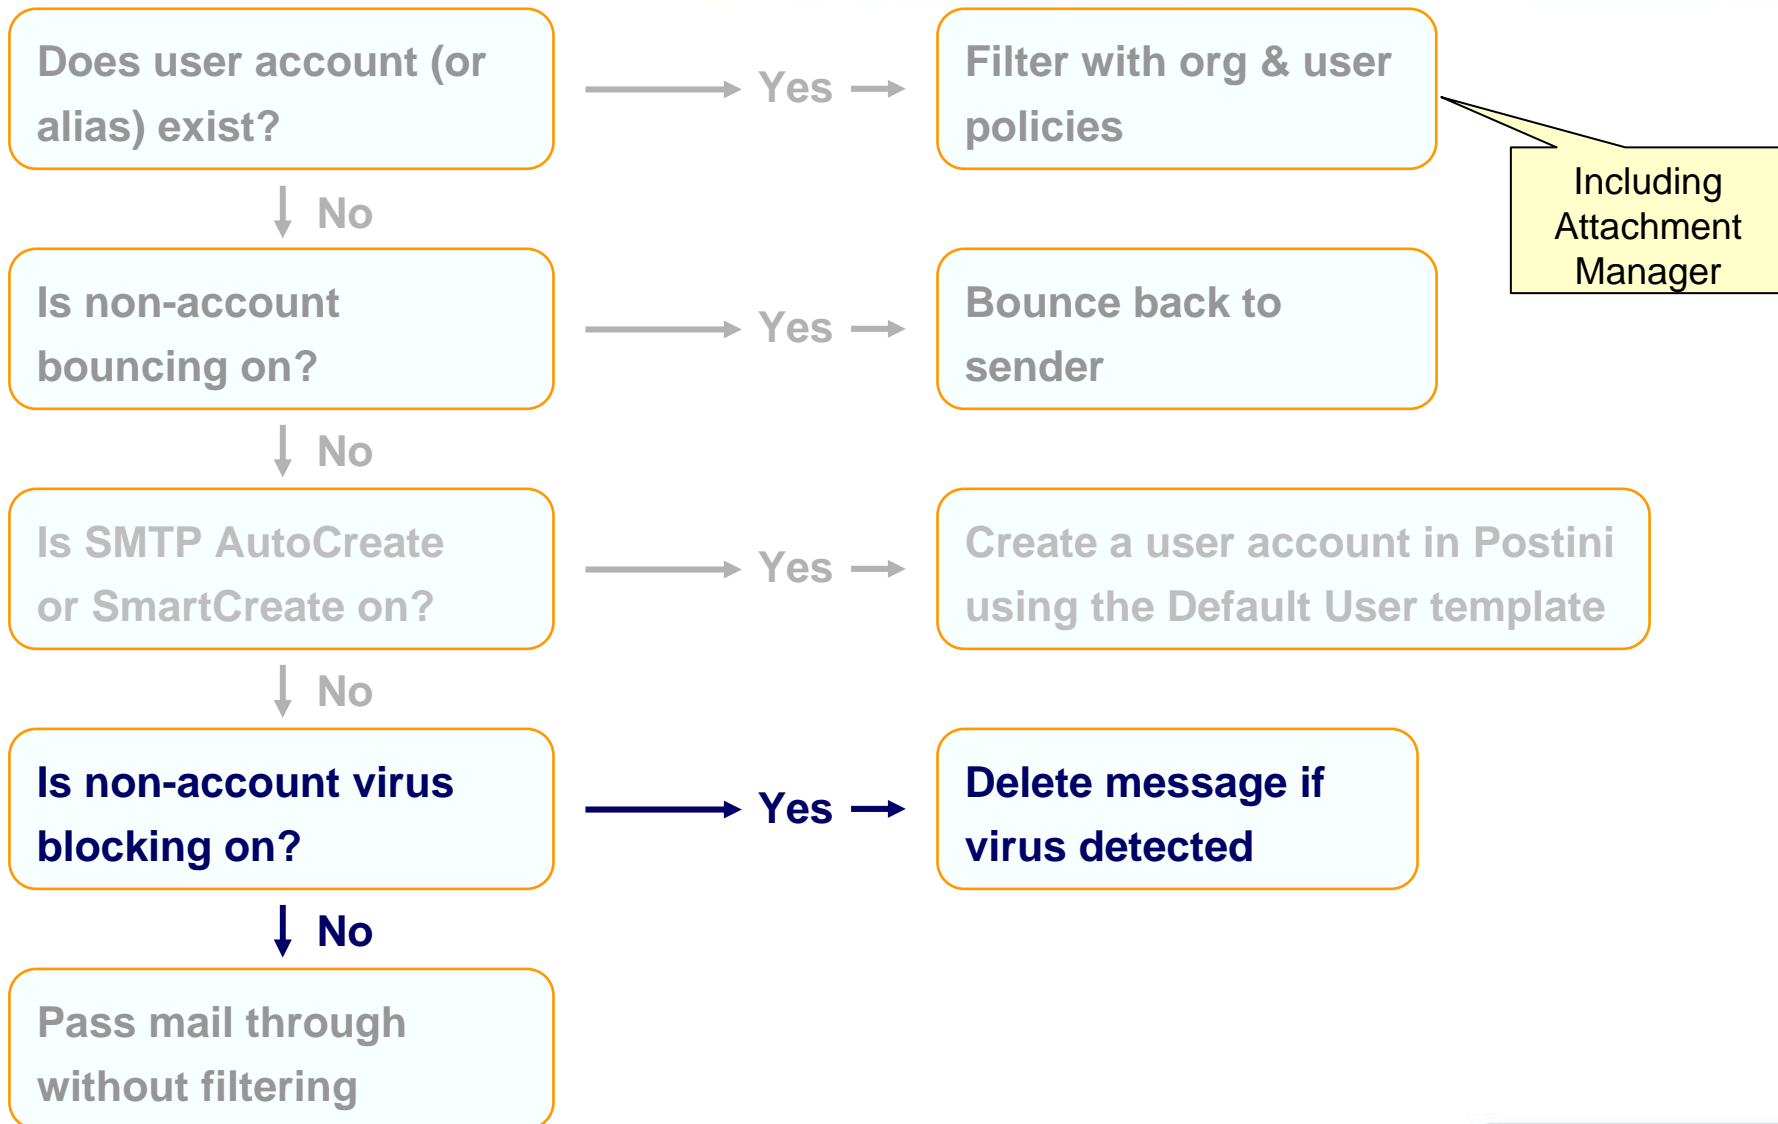 Does user account (or
alias) exist?
Yes
Filter with org & user
policies
Including
Attachment
Manager
No
Is non-account
bouncing on?
Yes
Bounce back to
sender
No
Is SMTP AutoCreate
or SmartCreate on?
Yes
Create a user account in Postini
using the Default User template
No
Is non-account virus
blocking on?
Yes
Delete message if
virus detected
No
Pass mail through
without filtering